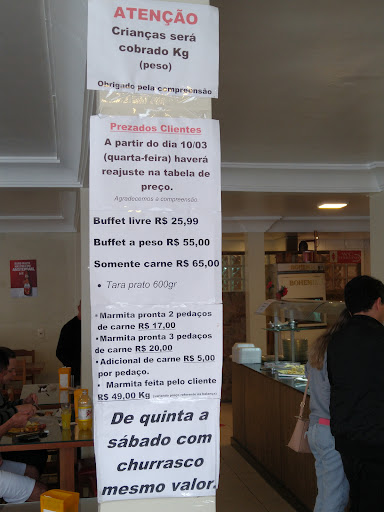 ATENÇÃO
Crianças será
cobrado Kg
(peso)
Obrigado pela compreensão
Prezados Clientes
A partir do dia 10/03
(quarta-feira) haverá
reajuste na tabela de
preço.
Agradecemos a compreensão
Buffet livre R$ 25,99
Buffet a peso R$ 55,00
Somente carne R$ 65,00
• Tara prato 600gr
• Marmita pronta 2 pedaços
de carne R$ 17,00
• Marmita pronta 3 pedaços
de carne R$ 20,00
• Adicional de carne R$ 5,00
por pedaço.
• Marmita feita pelo cliente
R$ 49,00 Kg
De quinta a
sábado com
churrasco
mesmo valor.